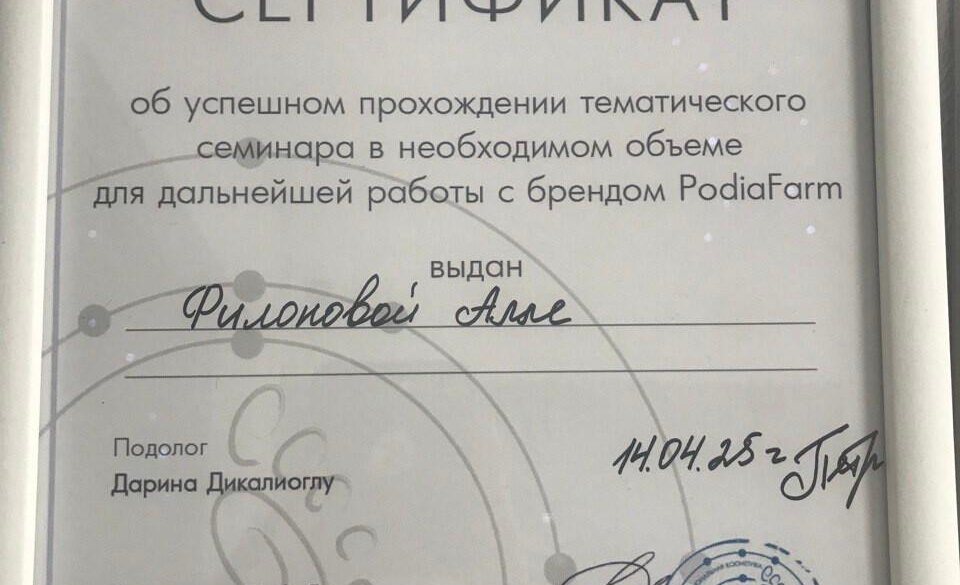 СЕРТИФИКАТ
об успешном прохождении тематического
семинара в необходимом объеме
для дальнейшей работы с брендом PodiaFarm
выдан
Филоновой Алле
Подолог
Дарина Дикалиоглу
14.04.25 г